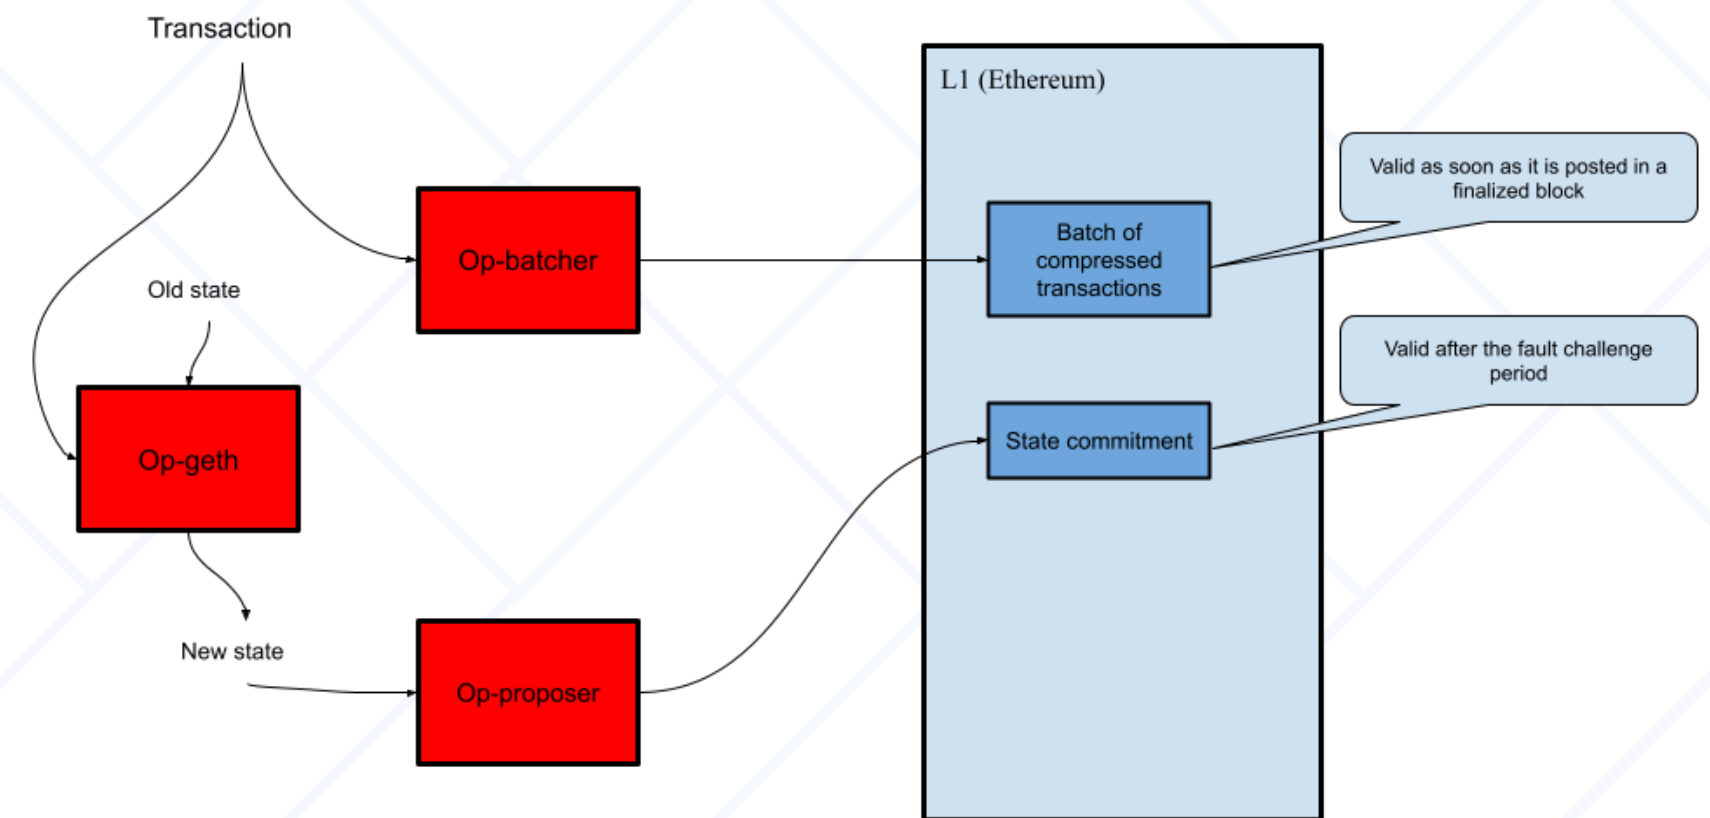 Transaction
L1 (Ethereum)
Valid as soon as it is posted in a
finalized block
Op-batcher
Batch of
compressed
transactions
Old state
Valid after the fault challenge
period
Op-geth
State commitment
New state
Op-proposer